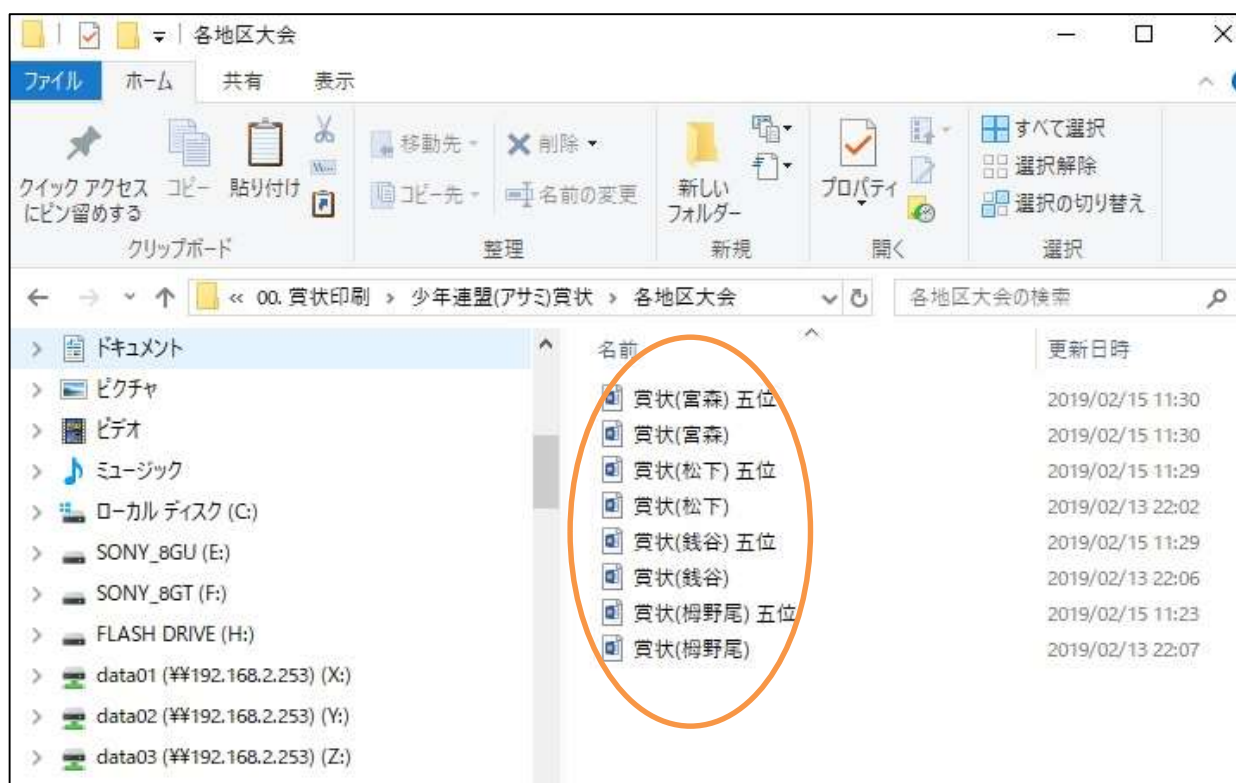 各地区大会
ファイル ホーム 共有 表示
クイック アクセス
にピン留めする
コピー
貼り付け
クリップボード
移動先
コピー先
削除
名前の変更
整理
新しい
フォルダー
新規
プロパティ
開く
すべて選択
選択解除
選択の切り替え
選択
« 00. 賞状印刷 › 少年連盟(アサミ)賞状 › 各地区大会
各地区大会の検索
ドキュメント
ピクチャ
ビデオ
ミュージック
ローカル ディスク (C:)
SONY_8GU (E:)
SONY_8GT (F:)
FLASH DRIVE (H:)
data01 (¥¥192.168.2.253) (X:)
data02 (¥¥192.168.2.253) (Y:)
data03 (¥¥192.168.2.253) (Z:)
名前 更新日時
賞状(宮森) 五位 2019/02/15 11:30
賞状(宮森) 2019/02/15 11:30
賞状(松下) 五位 2019/02/15 11:29
賞状(松下) 2019/02/13 22:02
賞状(銭谷) 五位 2019/02/15 11:29
賞状(銭谷) 2019/02/13 22:06
賞状(栂野尾) 五位 2019/02/15 11:23
賞状(栂野尾) 2019/02/13 22:07